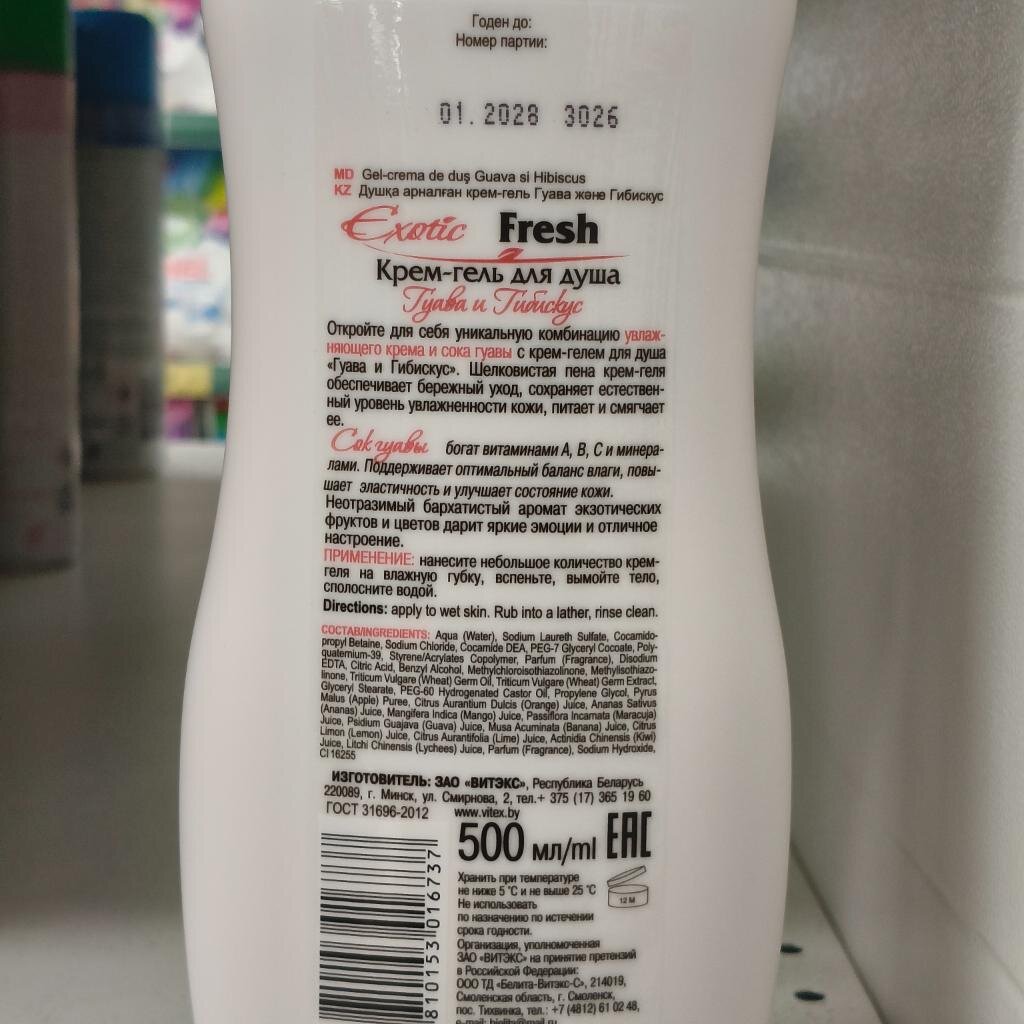 Годен до:
Номер партии:
01.2028 3026
MD Gel-crema de duş Guava si Hibiscus
KZ Душқа арналған крем-гель Гуава және Гибискус
Exotic Fresh
Крем-гель для душа
Гуава и Гибискус
Откройте для себя уникальную комбинацию увлаж-
няющего крема и сока гуавы с крем-гелем для душа
«Гуава и Гибискус». Шелковистая пена крем-геля
обеспечивает бережный уход, сохраняет естествен-
ный уровень увлажненности кожи, питает и смягчает
ее.
Сок гуавы богат витаминами А, В, С и минера-
лами. Поддерживает оптимальный баланс влаги, повы-
шает эластичность и улучшает состояние кожи.
Неотразимый бархатистый аромат экзотических
фруктов и цветов дарит яркие эмоции и отличное
настроение.
ПРИМЕНЕНИЕ: нанесите небольшое количество крем-
геля на влажную губку, вспеньте, вымойте тело,
сполосните водой.
Directions: apply to wet skin. Rub into a lather, rinse clean.
СОСТАВ/INGREDIENTS: Aqua (Water), Sodium Laureth Sulfate, Cocamido-
propyl Betaine, Sodium Chloride, Cocamide DEA, PEG-7 Glyceryl Cocoate, Poly-
quaternium-39, Styrene/Acrylates Copolymer, Parfum (Fragrance), Disodium
EDTA, Citric Acid, Benzyl Alcohol, Methylchloroisothiazolinone, Methylisothiazo-
linone, Triticum Vulgare (Wheat) Germ Oil, Triticum Vulgare (Wheat) Germ Extract,
Glyceryl Stearate, PEG-60 Hydrogenated Castor Oil, Propylene Glycol, Pyrus
Malus (Apple) Puree, Citrus Aurantium Dulcis (Orange) Juice, Ananas Sativus
(Ananas) Juice, Mangifera Indica (Mango) Juice, Passiflora Incarnata (Maracuja)
Juice, Psidium Guajava (Guava) Juice, Musa Acuminata (Banana) Juice, Citrus
Limon (Lemon) Juice, Citrus Aurantifolia (Lime) Juice, Actinidia Chinensis (Kiwi)
Juice, Litchi Chinensis (Lychees) Juice, Parfum (Fragrance), Sodium Hydroxide,
CI 16255
ИЗГОТОВИТЕЛЬ: ЗАО «ВИТЭКС», Республика Беларусь
220089, г. Минск, ул. Смирнова, 2, тел.+ 375 (17) 365 19 60
ГОСТ 31696-2012 www.vitex.by
500 мл/ml EAC
Хранить при температуре
не ниже 5 °С и не выше 25 °С
12 M
Не использовать
по назначению по истечении
срока годности.
Организация, уполномоченная
ЗАО «ВИТЭКС» на принятие претензий
в Российской Федерации:
ООО ТД «Белита-Витэкс-С», 214019,
Смоленская область, г. Смоленск,
пос. Тихвинка, тел.: +7 (4812) 61 02 48,
e-mail: bielita@mail.ru
810153 016737